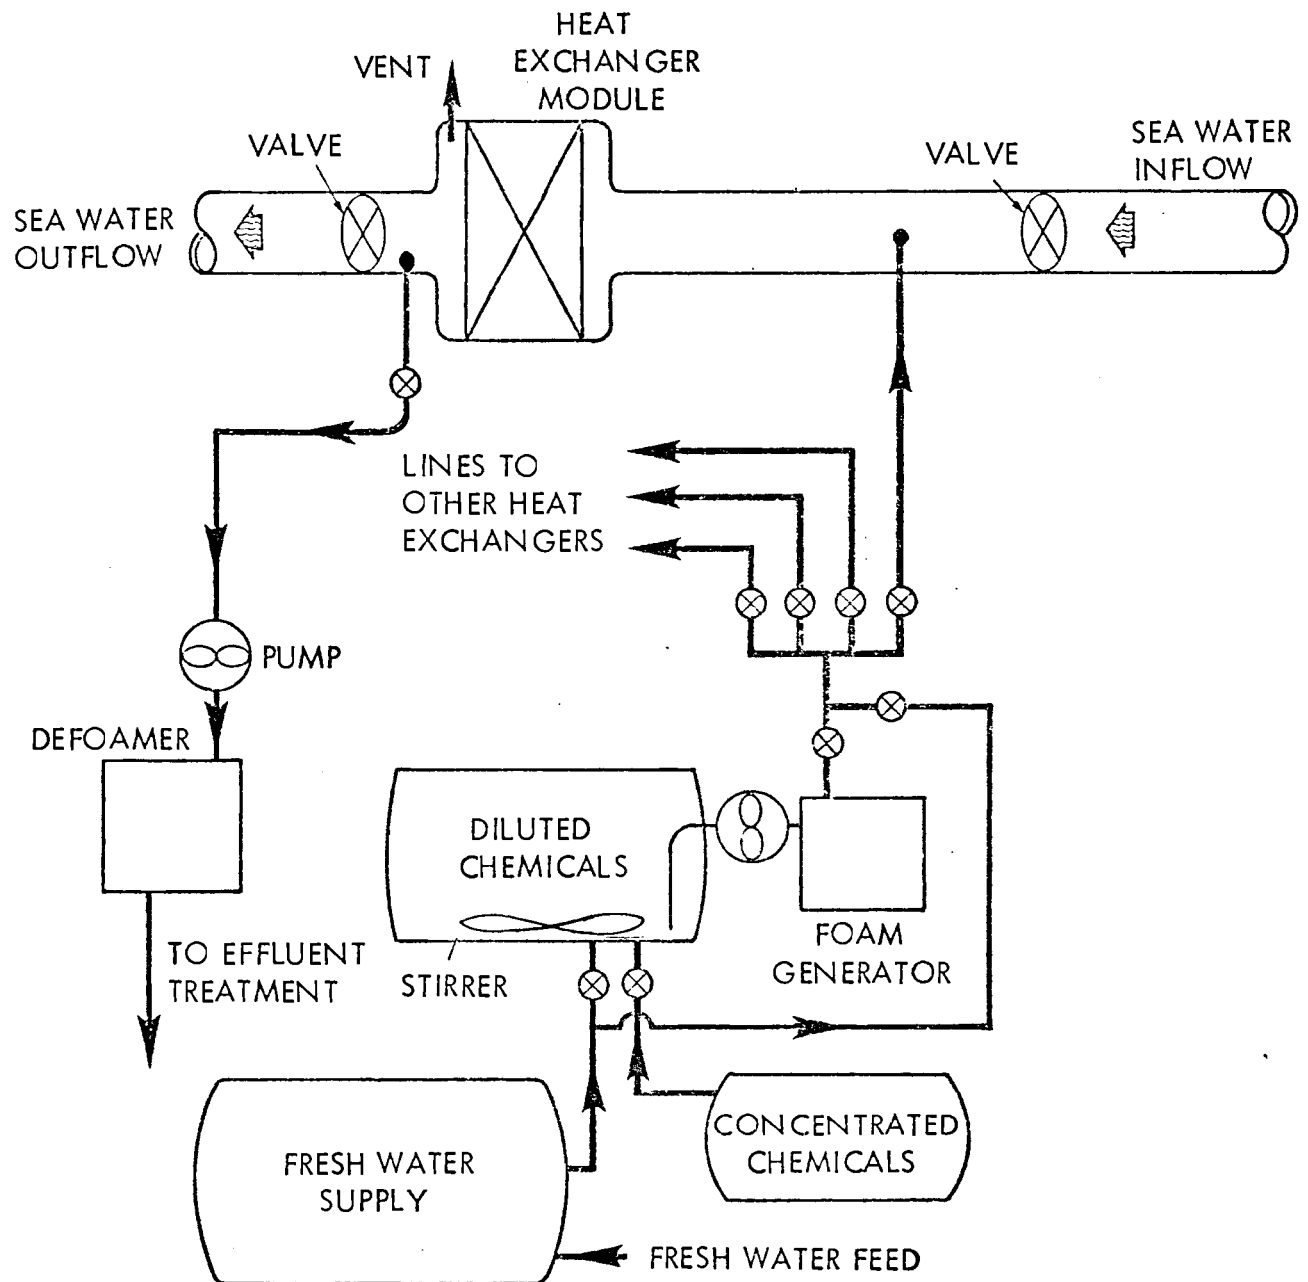 HEAT
EXCHANGER
MODULE
VENT
VALVE
VALVE
SEA WATER
INFLOW
SEA WATER
OUTFLOW
LINES TO
OTHER HEAT
EXCHANGERS
PUMP
DEFOAMER
DILUTED
CHEMICALS
FOAM
GENERATOR
TO EFFLUENT
TREATMENT
STIRRER
CONCENTRATED
CHEMICALS
FRESH WATER
SUPPLY
FRESH WATER FEED